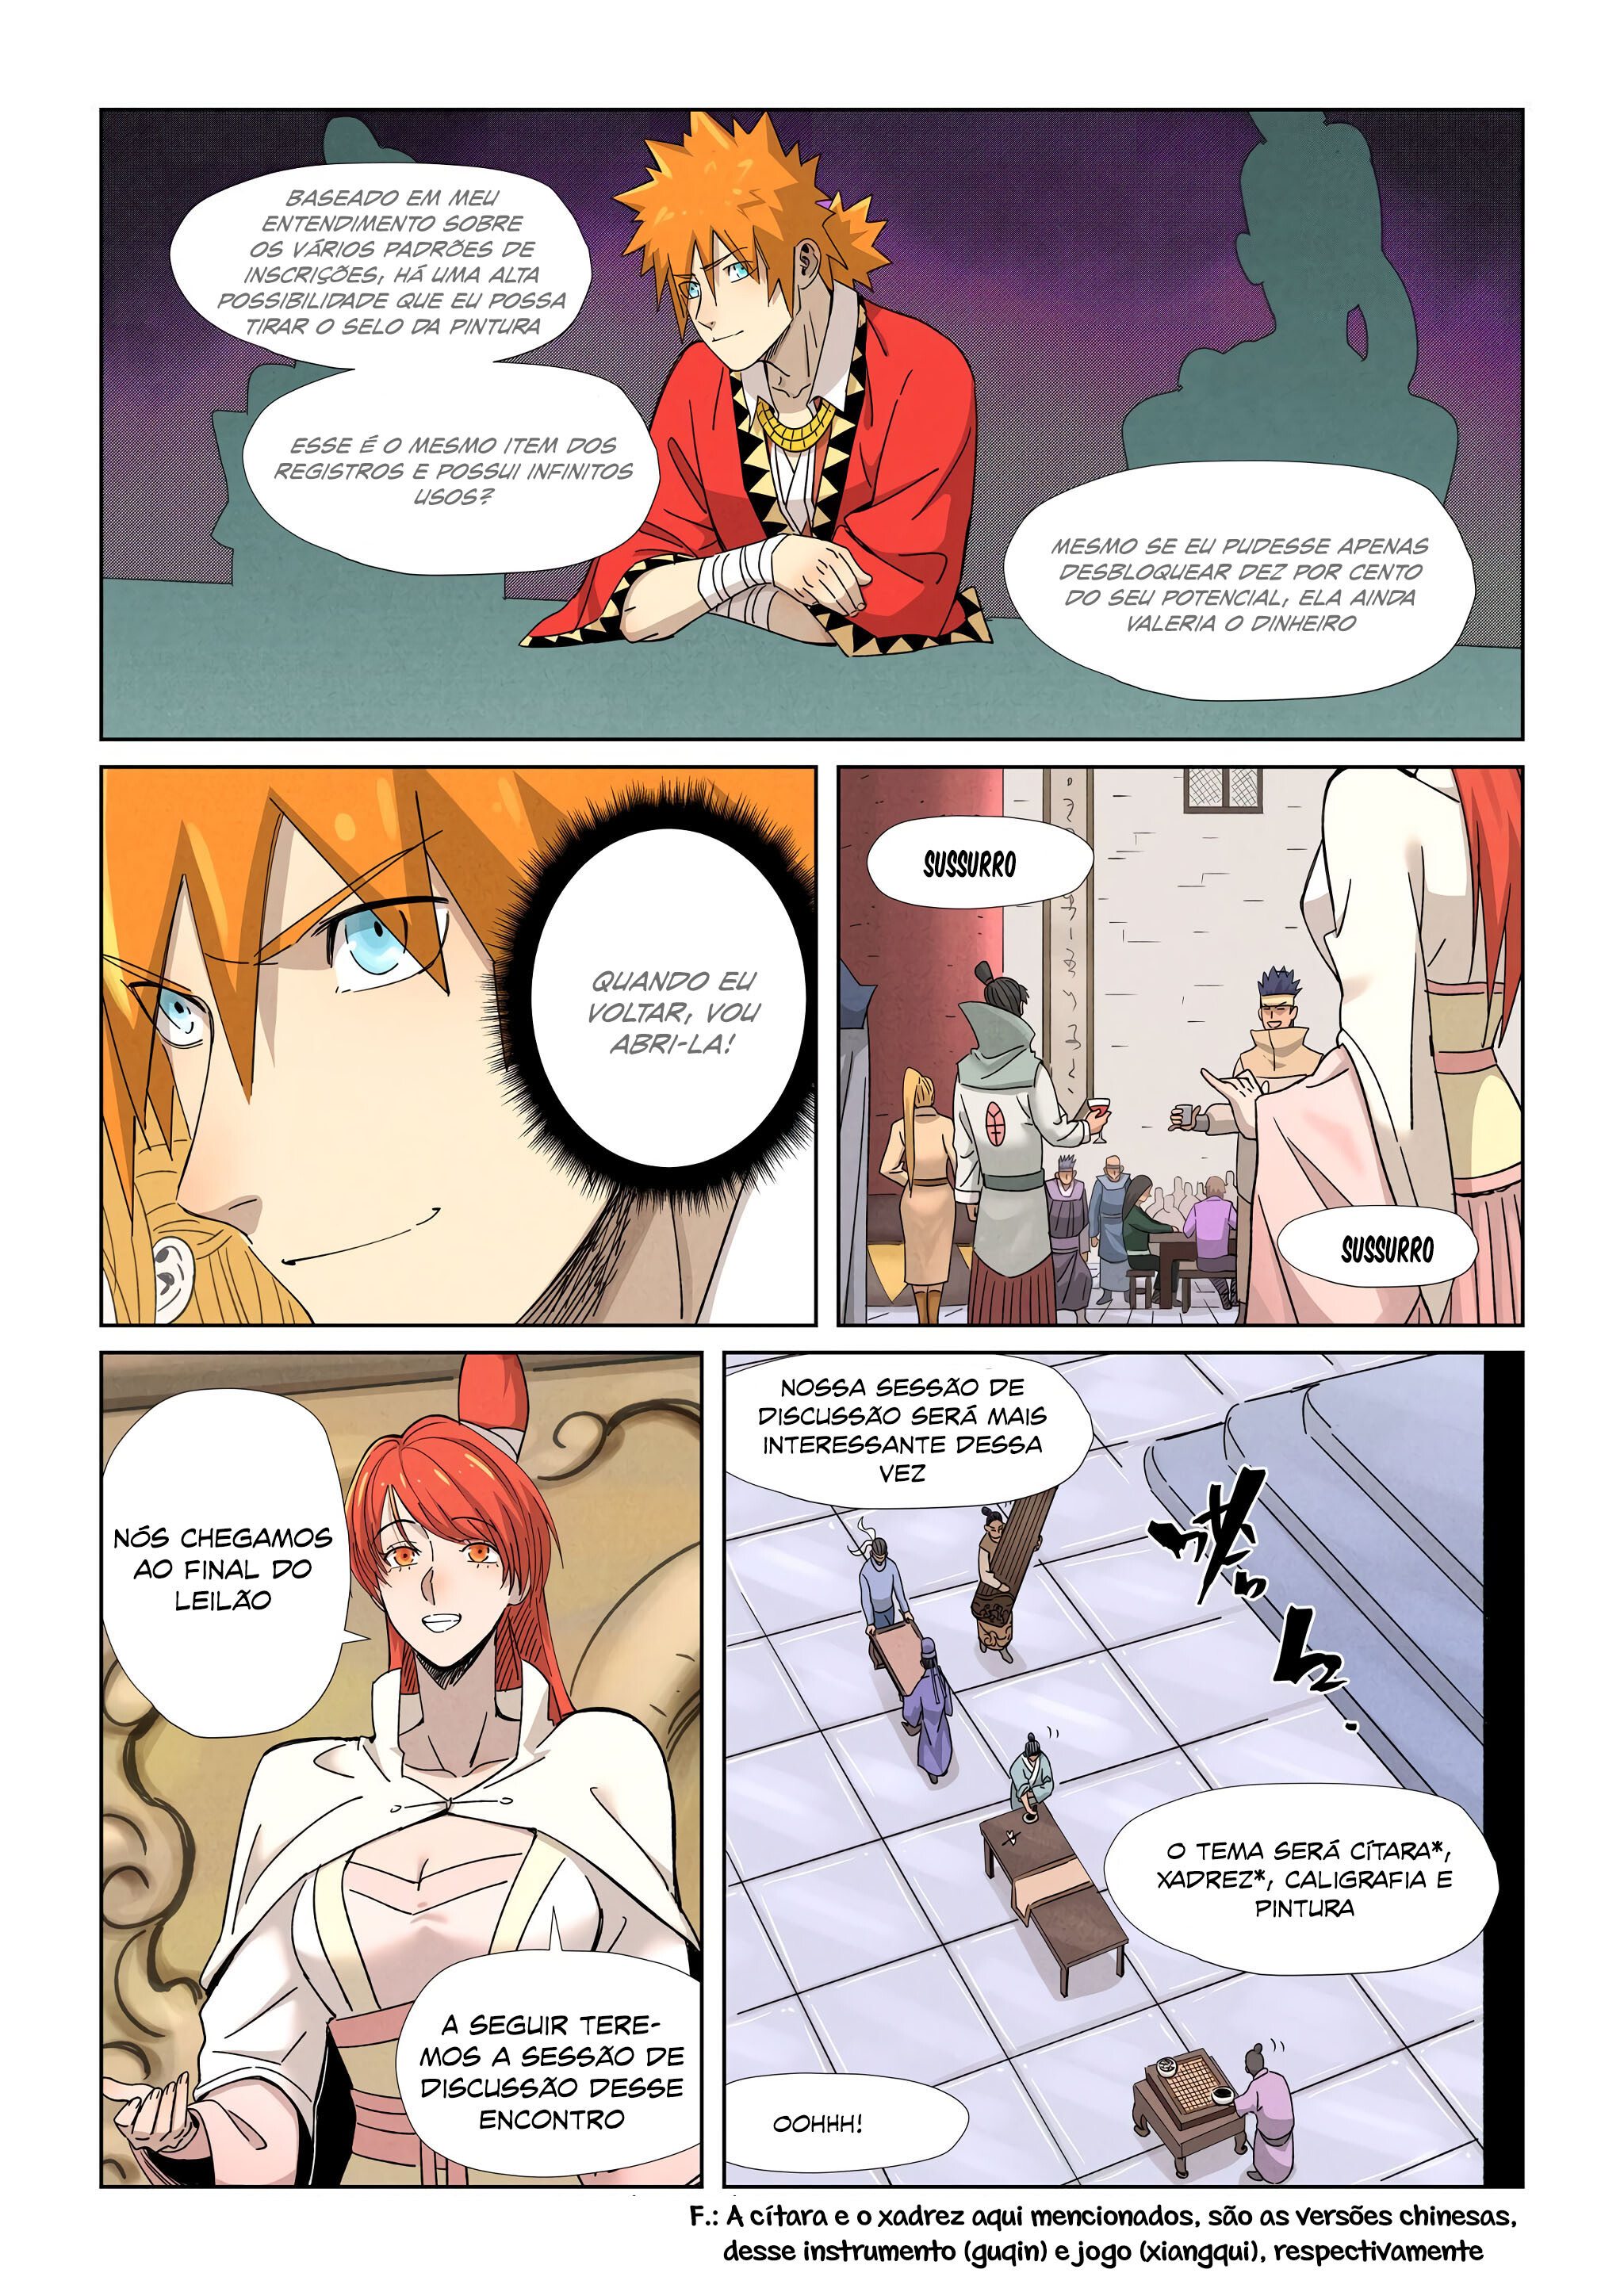 BASEADO EM MEU
ENTENDIMENTO SOBRE
OS VÁRIOS PADRÕES DE
INSCRIÇÕES, HÁ UMA ALTA
POSSIBILIDADE QUE EU POSSA
TIRAR O SELO DA PINTURA
ESSE É O MESMO ITEM DOS
REGISTROS E POSSUI INFINITOS
USOS?
MESMO SE EU PUDESSE APENAS
DESBLOQUEAR DEZ POR CENTO
DO SEU POTENCIAL, ELA AINDA
VALERIA O DINHEIRO
QUANDO EU
VOLTAR, VOU
ABRI-LA!
SUSSURRO
SUSSURRO
NÓS CHEGAMOS
AO FINAL DO
LEILÃO
A SEGUIR TERE-
MOS A SESSÃO DE
DISCUSSÃO DESSE
ENCONTRO
NOSSA SESSÃO DE
DISCUSSÃO SERÁ MAIS
INTERESSANTE DESSA
VEZ
O TEMA SERÁ CÍTARA*,
XADREZ*, CALIGRAFIA E
PINTURA
OOHHH!
F.: A cítara e o xadrez aqui mencionados, são as versões chinesas,
desse instrumento (guqin) e jogo (xiangqui), respectivamente